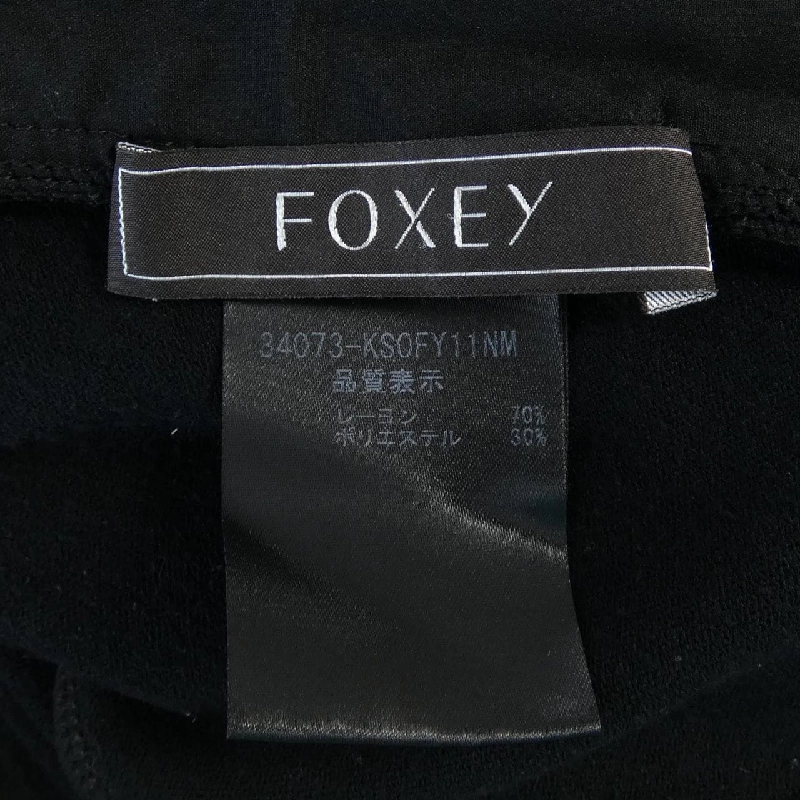 FOXEY
34073-KSOFY11NM
品質表示
レーヨン 70%
ポリエステル 30%